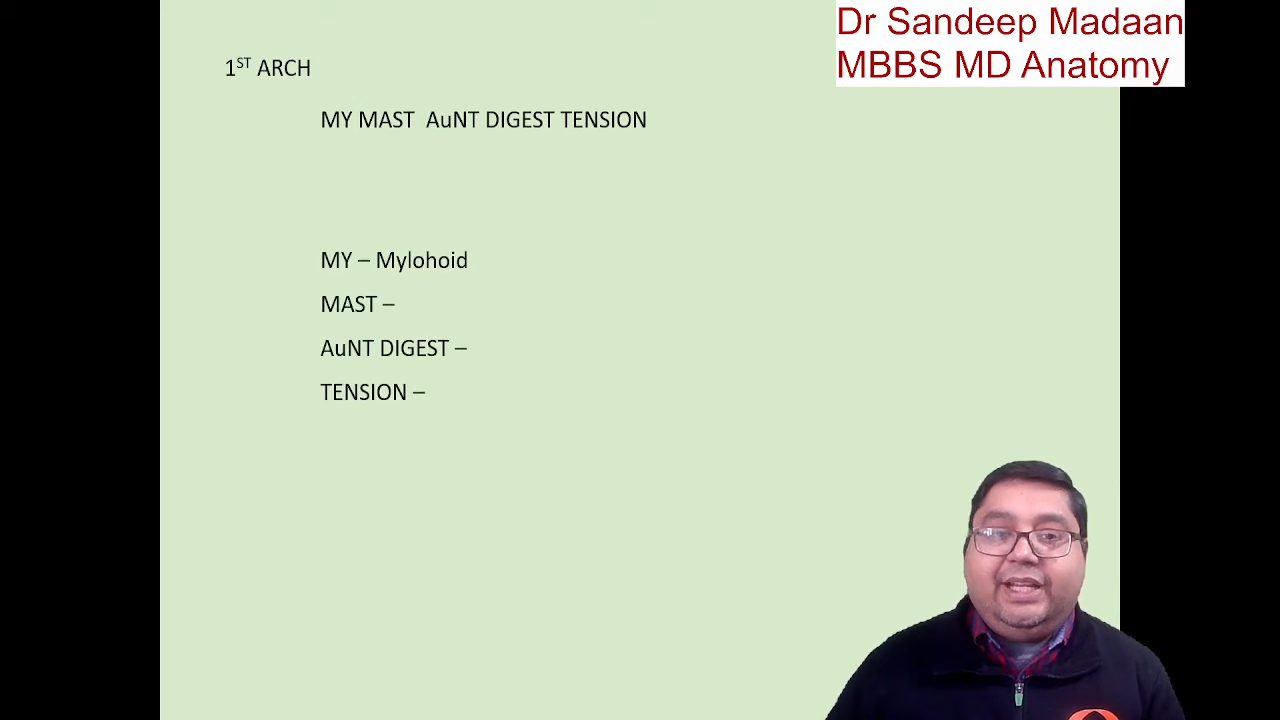 Dr Sandeep Madaan
MBBS MD Anatomy
1ST ARCH
MY MAST AuNT DIGEST TENSION
MY – Mylohoid
MAST –
AuNT DIGEST –
TENSION –